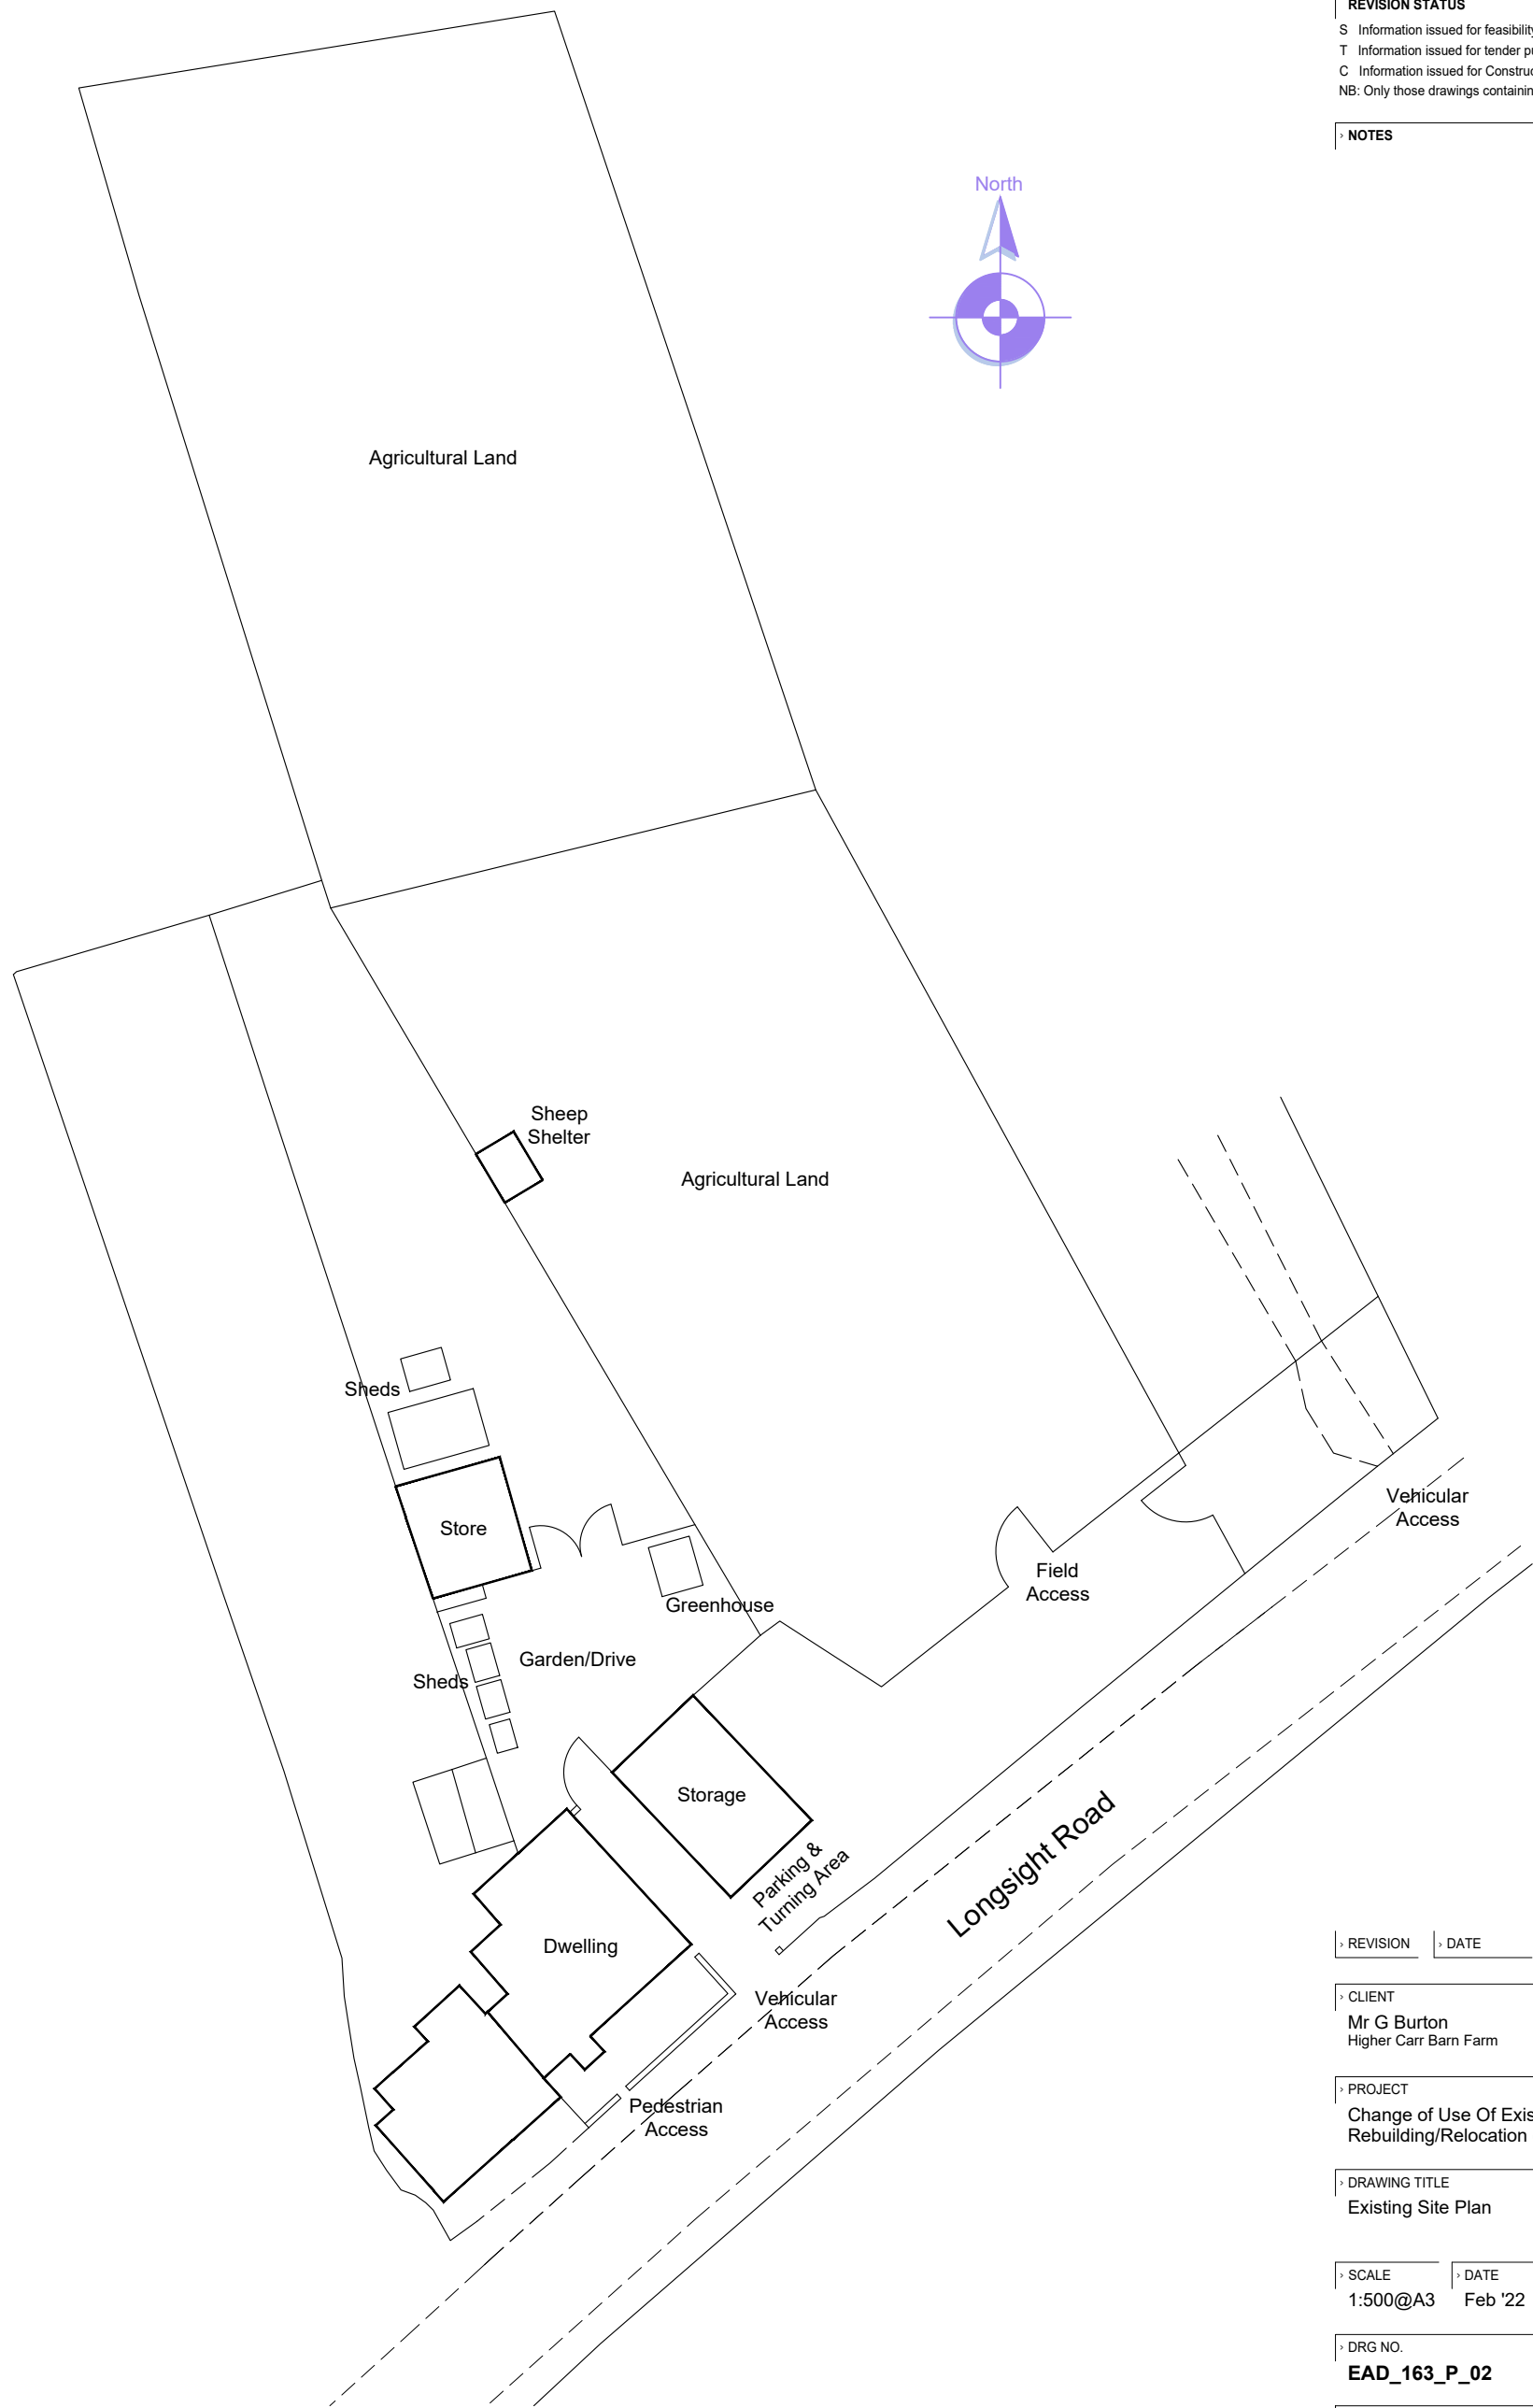 REVISION STATUS
S Information issued for feasibility
T Information issued for tender
C Information issued for
NB: Only those drawings
› NOTES
North
Agricultural Land
Sheep
Shelter
Agricultural Land
Sheds
Store
Vehicular
Access
Field
Access
Greenhouse
Garden/Drive
Sheds
Storage
Parking &
Turning Area
Longsight Road
Dwelling
Vehicular
Access
Pedestrian
Access
› REVISION › DATE
› CLIENT
Mr G Burton
Higher Carr Barn Farm
› PROJECT
Change of Use Of
Rebuilding/Relocation
› DRAWING TITLE
Existing Site Plan
› SCALE › DATE
1:500@A3 Feb '22
› DRG NO.
EAD_163_P_02